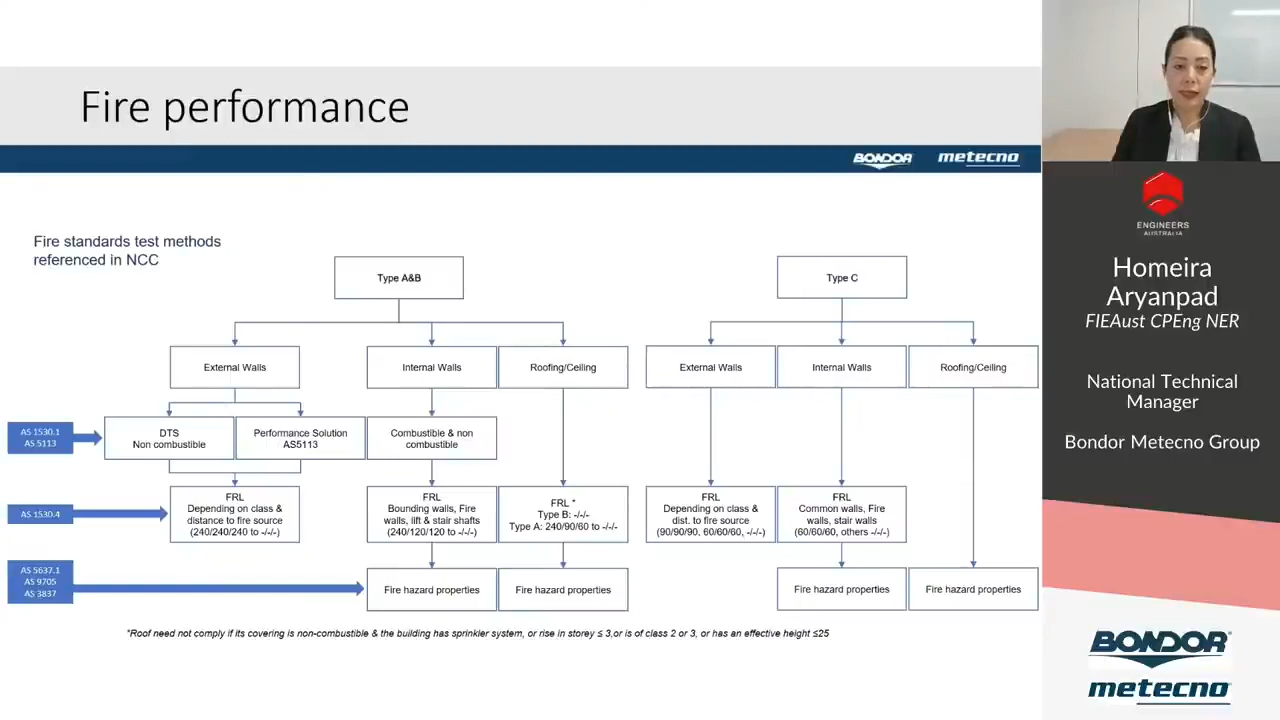 Fire performance
BONDOR
metecno
Fire standards test methods
referenced in NCC
Type A&B
Type C
External Walls
Internal Walls
Roofing/Ceiling
External Walls
Internal Walls
Roofing/Ceiling
AS 1530.1
AS 5113
DTS
Non combustible
Performance Solution
AS5113
Combustible & non
combustible
AS 1530.4
FRL
Depending on class &
distance to fire source
(240/240/240 to -/-/-)
FRL
Bounding walls, Fire
walls, lift & stair shafts
(240/120/120 to -/-/-)
FRL *
Type B: -/-/-
Type A: 240/90/60 to -/-/-
FRL
Depending on class &
dist. to fire source
(90/90/90, 60/60/60, -/-/-)
FRL
Common walls, Fire
walls, stair walls
(60/60/60, others -/-/-)
AS 5637.1
AS 9705
AS 3837
Fire hazard properties
Fire hazard properties
Fire hazard properties
Fire hazard properties
*Roof need not comply if its covering is non-combustible & the building has sprinkler system, or rise in storey ≤ 3,or is of class 2 or 3, or has an effective height ≤25
ENGINEERS
AUSTRALIA
Homeira
Aryanpad
FIEAust CPEng NER
National Technical
Manager
Bondor Metecno Group
BONDOR
metecno